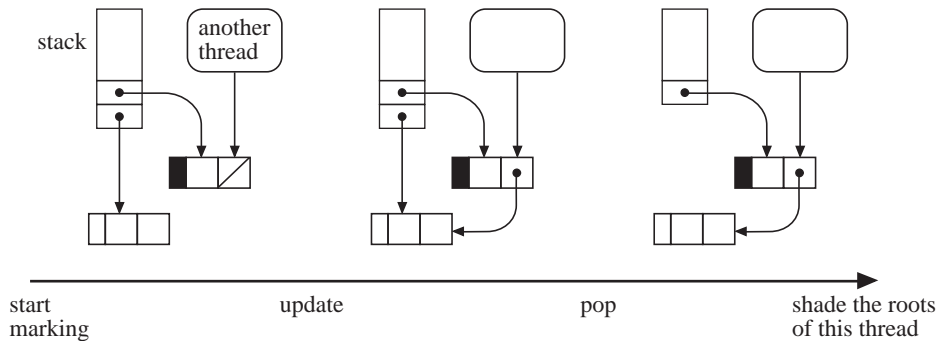 stack
another
thread
start
marking
update
pop
shade the roots
of this thread